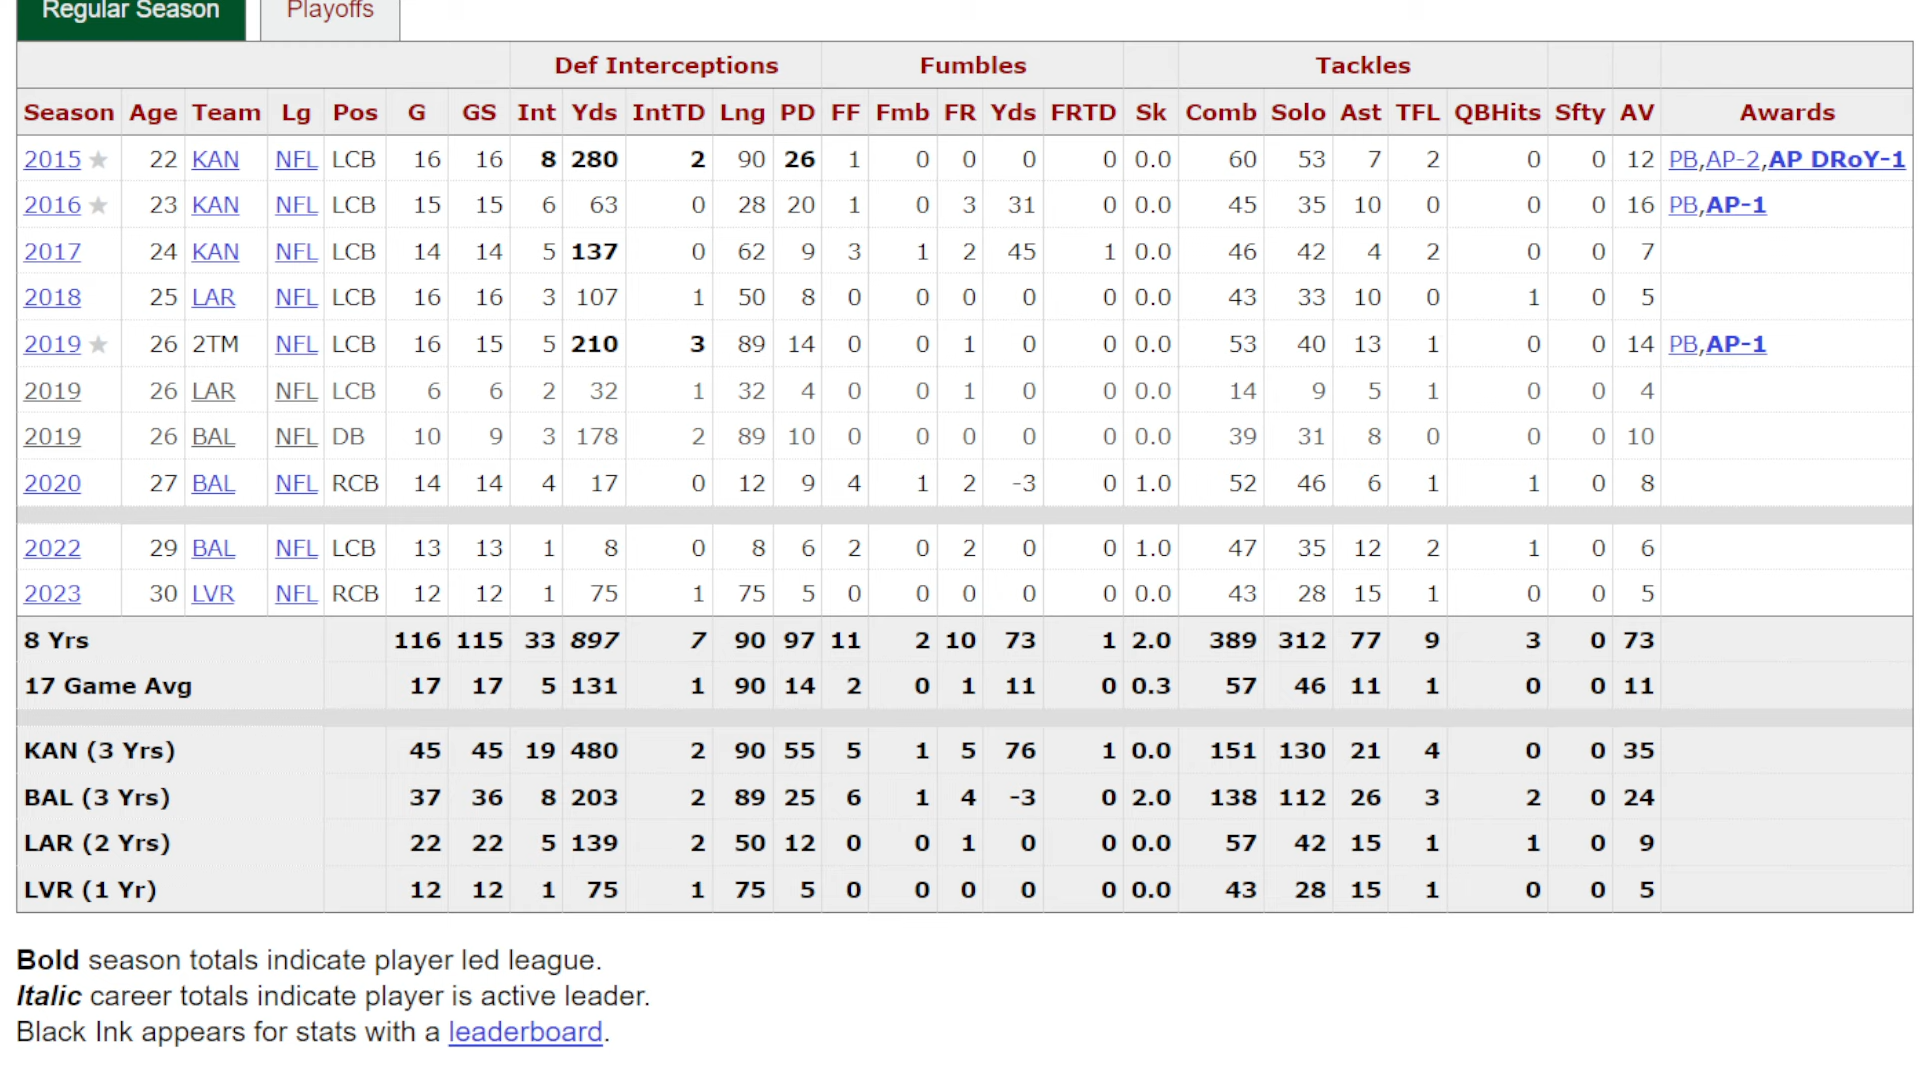 Regular Season Playoffs
Def Interceptions Fumbles Tackles
Season Age Team Lg Pos G GS Int Yds IntTD Lng PD FF Fmb FR Yds FRTD Sk Comb Solo Ast TFL QBHits Sfty AV Awards
2015 ★ 22 KAN NFL LCB 16 16 8 280 2 90 26 1 0 0 0 0 0.0 60 53 7 2 0 0 12 PB,AP-2,AP DRoY-1
2016 ★ 23 KAN NFL LCB 15 15 6 63 0 28 20 1 0 3 31 0 0.0 45 35 10 0 0 0 16 PB,AP-1
2017 24 KAN NFL LCB 14 14 5 137 0 62 9 3 1 2 45 1 0.0 46 42 4 2 0 0 7
2018 25 LAR NFL LCB 16 16 3 107 1 50 8 0 0 0 0 0 0.0 43 33 10 0 1 0 5
2019 ★ 26 2TM NFL LCB 16 15 5 210 3 89 14 0 0 1 0 0 0.0 53 40 13 1 0 0 14 PB,AP-1
2019 26 LAR NFL LCB 6 6 2 32 1 32 4 0 0 1 0 0 0.0 14 9 5 1 0 0 4
2019 26 BAL NFL DB 10 9 3 178 2 89 10 0 0 0 0 0 0.0 39 31 8 0 0 0 10
2020 27 BAL NFL RCB 14 14 4 17 0 12 9 4 1 2 -3 0 1.0 52 46 6 1 1 0 8
2022 29 BAL NFL LCB 13 13 1 8 0 8 6 2 0 2 0 0 1.0 47 35 12 2 1 0 6
2023 30 LVR NFL RCB 12 12 1 75 1 75 5 0 0 0 0 0 0.0 43 28 15 1 0 0 5
8 Yrs 116 115 33 897 7 90 97 11 2 10 73 1 2.0 389 312 77 9 3 0 73
17 Game Avg 17 17 5 131 1 90 14 2 0 1 11 0 0.3 57 46 11 1 0 0 11
KAN (3 Yrs) 45 45 19 480 2 90 55 5 1 5 76 1 0.0 151 130 21 4 0 0 35
BAL (3 Yrs) 37 36 8 203 2 89 25 6 1 4 -3 0 2.0 138 112 26 3 2 0 24
LAR (2 Yrs) 22 22 5 139 2 50 12 0 0 1 0 0 0.0 57 42 15 1 1 0 9
LVR (1 Yr) 12 12 1 75 1 75 5 0 0 0 0 0 0.0 43 28 15 1 0 0 5
Bold season totals indicate player led league.
Italic career totals indicate player is active leader.
Black Ink appears for stats with a leaderboard.